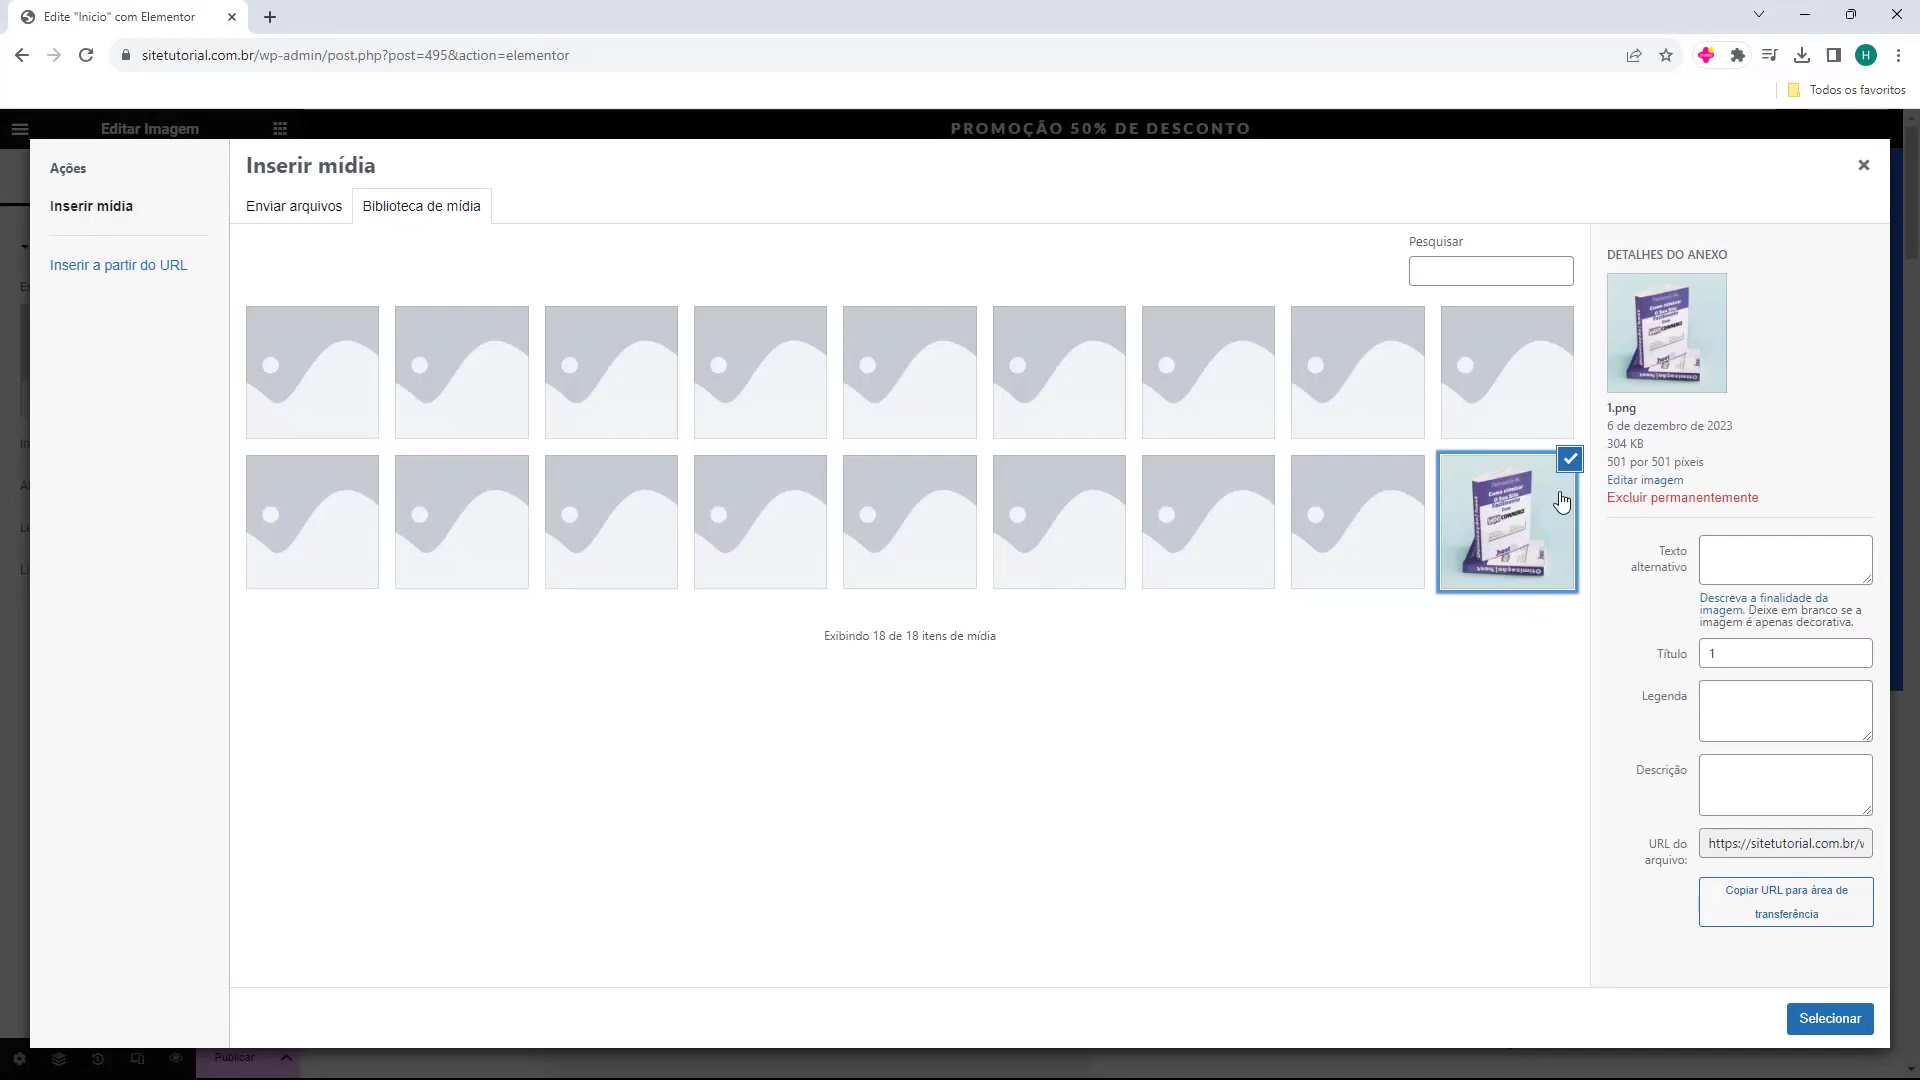 Edite "Inicio" com Elementor
sitetutorial.com.br/wp-admin/post.php?post=495&action=elementor
H
Todos os favoritos
Editar Imagem
PROMOÇÃO 50% DE DESCONTO
Ações
Inserir mídia
Inserir a partir do URL
Inserir mídia
Enviar arquivos
Biblioteca de mídia
Pesquisar
Exibindo 18 de 18 itens de mídia
DETALHES DO ANEXO
1.png
6 de dezembro de 2023
304 KB
501 por 501 píxeis
Editar imagem
Excluir permanentemente
Texto
alternativo
Descreva a finalidade da
imagem. Deixe em branco se a
imagem é apenas decorativa.
Título
1
Legenda
Descrição
URL do
arquivo:
https://sitetutorial.com.br/
Copiar URL para área de
transferência
Selecionar
Publicar